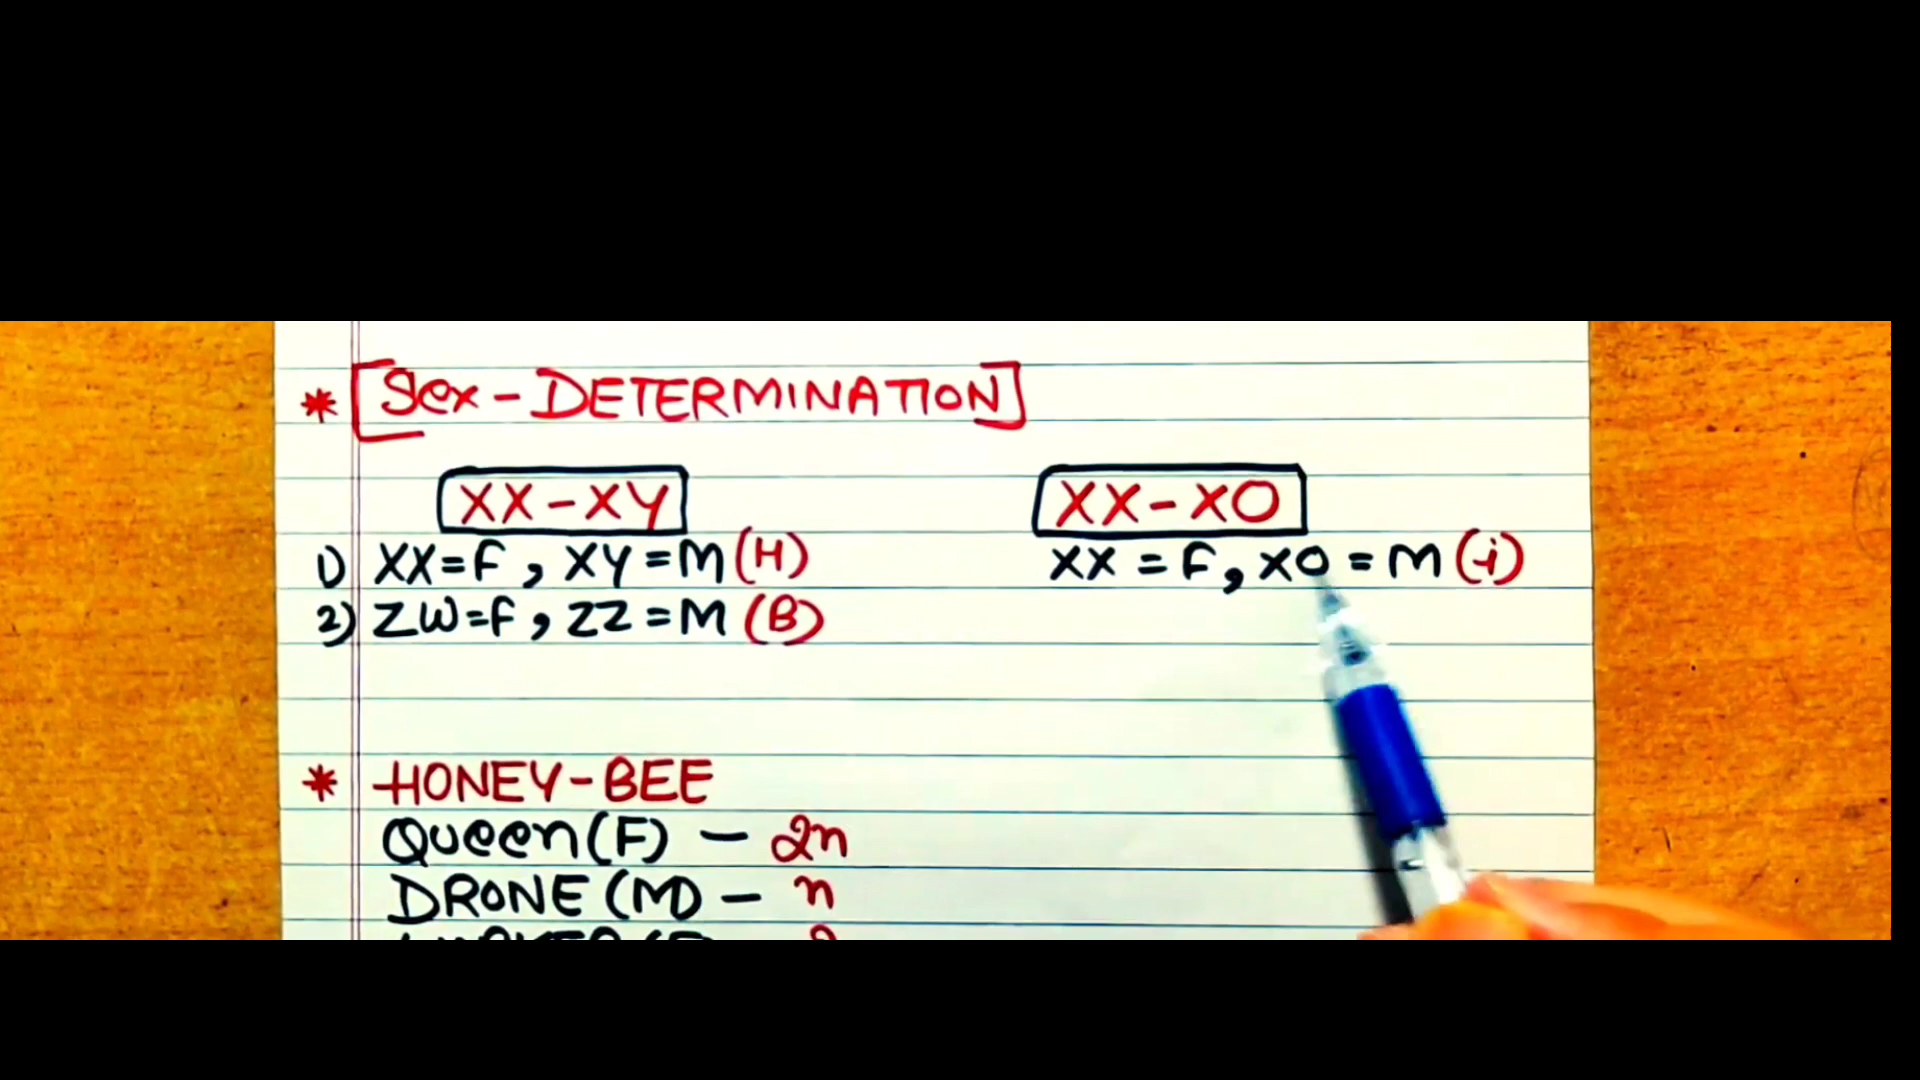 * [Sex-DETERMINATION]
XX-XY
XX-XO
1) XX=F, XY=M (H)
XX = F, XO = M (i)
2) ZW=F, ZZ=M (B)
* HONEY-BEE
Queen (F) - 2n
DRONE (M) - n